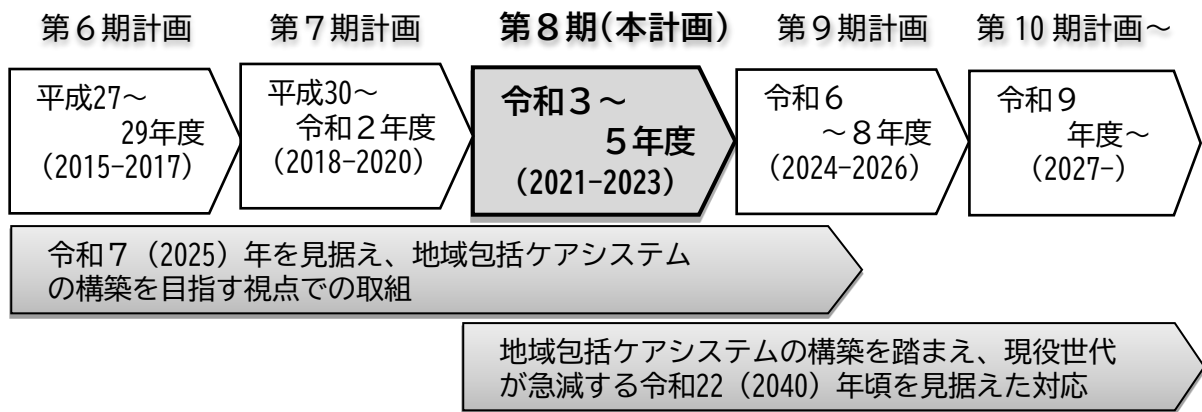 第６期計画
第７期計画
第８期(本計画)
第９期計画
第 10 期計画～
平成27～
29年度
(2015-2017)
平成30～
令和２年度
(2018-2020)
令和３～
５年度
(2021-2023)
令和６
～８年度
(2024-2026)
令和９
年度～
(2027-)
令和７（2025）年を見据え、地域包括ケアシステム
の構築を目指す視点での取組
地域包括ケアシステムの構築を踏まえ、現役世代
が急減する令和22（2040）年頃を見据えた対応